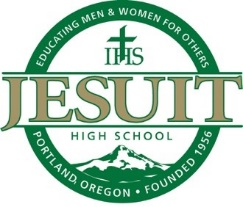 EDUCATING MEN & WOMEN FOR OTHERS
IHS
JESUIT
HIGH SCHOOL
PORTLAND, OREGON • FOUNDED 1956